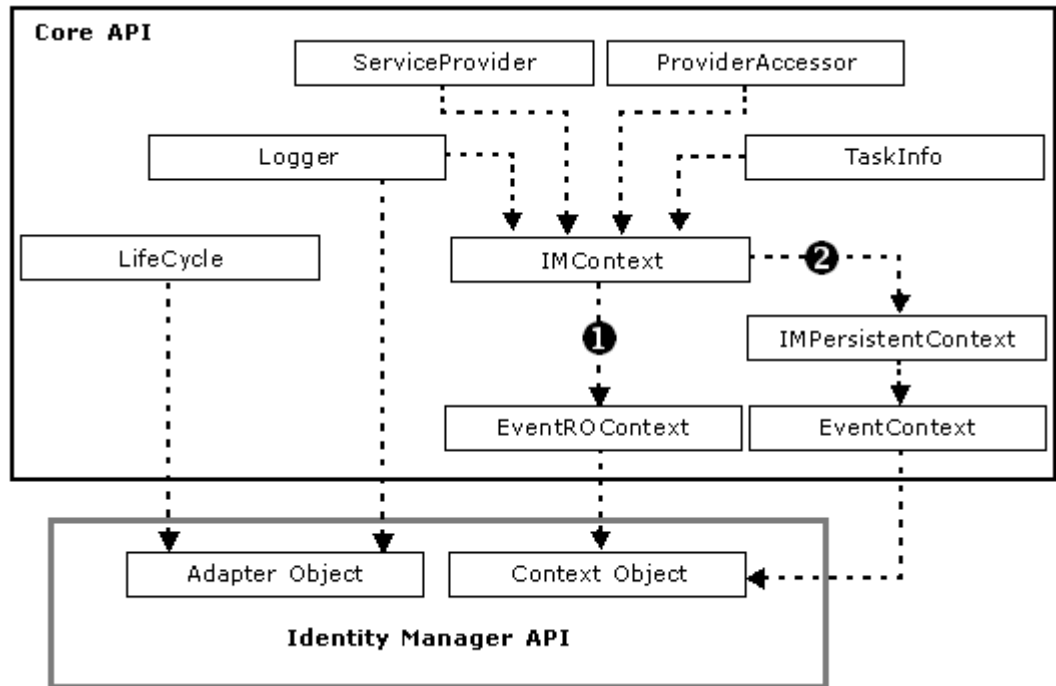 Core API
ServiceProvider
ProviderAccessor
Logger
TaskInfo
LifeCycle
IMContext
2
1
IMPersistentContext
EventROContext
EventContext
Adapter Object
Context Object
Identity Manager API